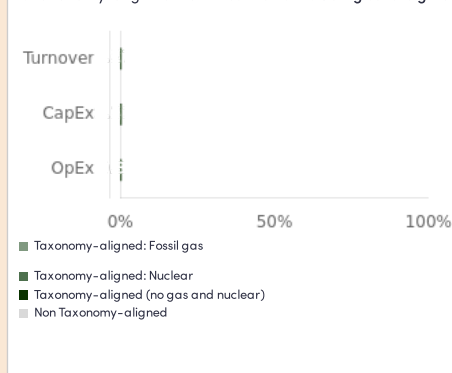 Turnover
CapEx
OpEx
0% 50% 100%
Taxonomy-aligned: Fossil gas
Taxonomy-aligned: Nuclear
Taxonomy-aligned (no gas and nuclear)
Non Taxonomy-aligned